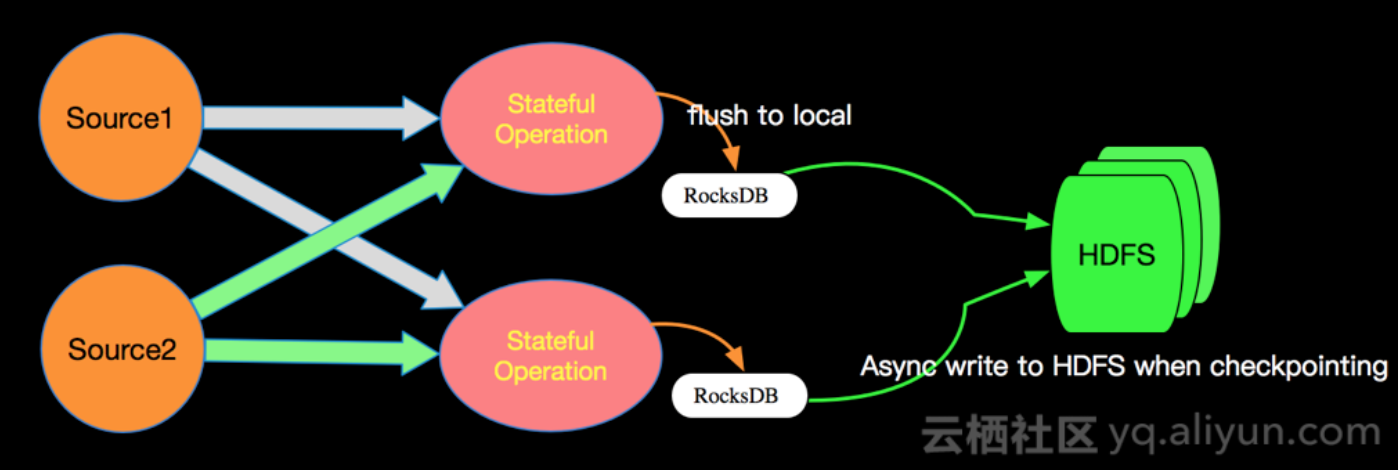 Source1
Stateful
Operation
flush to local
RocksDB
HDFS
Source2
Stateful
Operation
RocksDB
Async write to HDFS when checkpointing
云栖社区 yq.aliyun.com